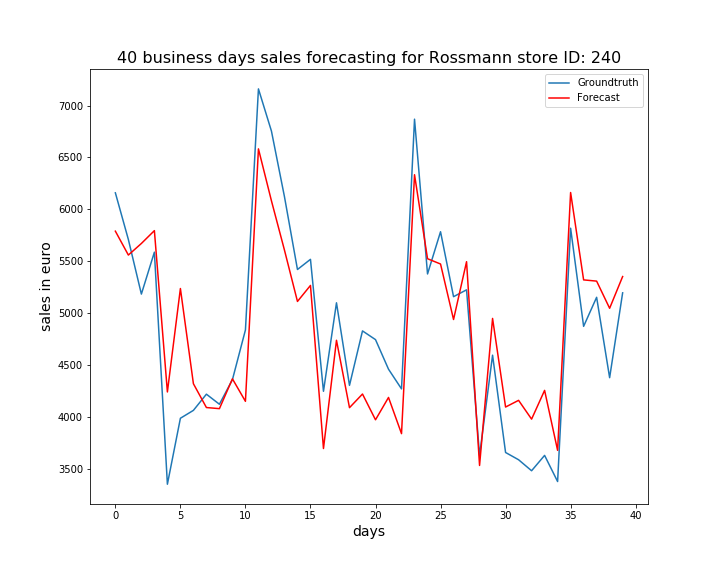 40 business days sales forecasting for Rossmann store ID: 240
Groundtruth
Forecast
sales in euro
7000
6500
6000
5500
5000
4500
4000
3500
0 5 10 15 20 25 30 35 40
days